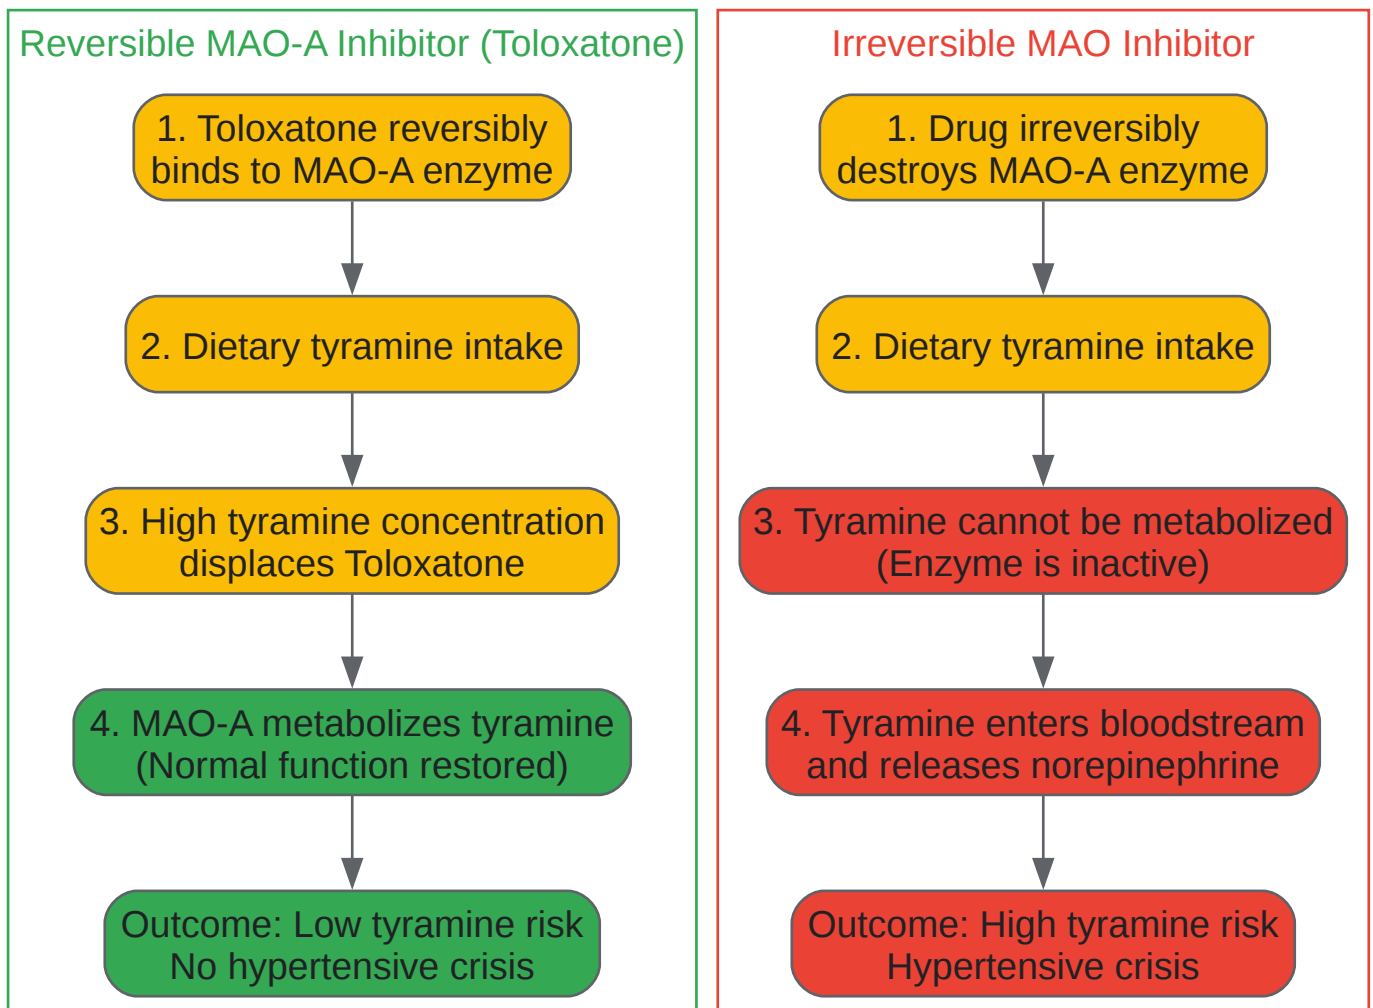 Reversible MAO-A Inhibitor (Toloxatone)
1. Toloxatone reversibly
binds to MAO-A enzyme
2. Dietary tyramine intake
3. High tyramine concentration
displaces Toloxatone
4. MAO-A metabolizes tyramine
(Normal function restored)
Outcome: Low tyramine risk
No hypertensive crisis
Irreversible MAO Inhibitor
1. Drug irreversibly
destroys MAO-A enzyme
2. Dietary tyramine intake
3. Tyramine cannot be metabolized
(Enzyme is inactive)
4. Tyramine enters bloodstream
and releases norepinephrine
Outcome: High tyramine risk
Hypertensive crisis